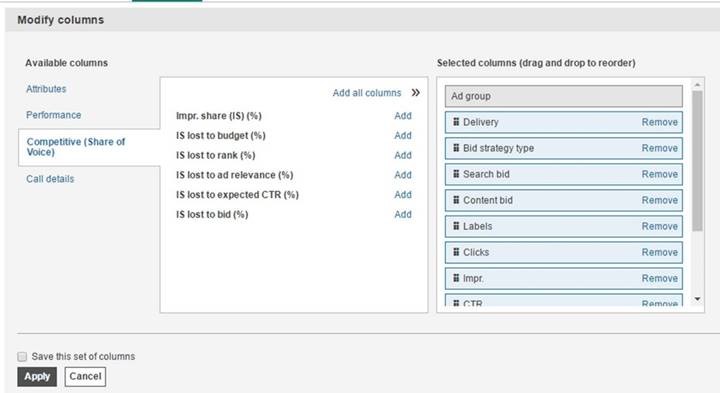 Modify columns
Available columns
Attributes
Performance
Competitive (Share of
Voice)
Call details
Add all columns »
Impr. share (IS) (%) Add
IS lost to budget (%) Add
IS lost to rank (%) Add
IS lost to ad relevance (%) Add
IS lost to expected CTR (%) Add
IS lost to bid (%) Add
Selected columns (drag and drop to reorder)
Ad group
Delivery Remove
Bid strategy type Remove
Search bid Remove
Content bid Remove
Labels Remove
Clicks Remove
Impr. Remove
CTR Remove
Save this set of columns
Apply Cancel